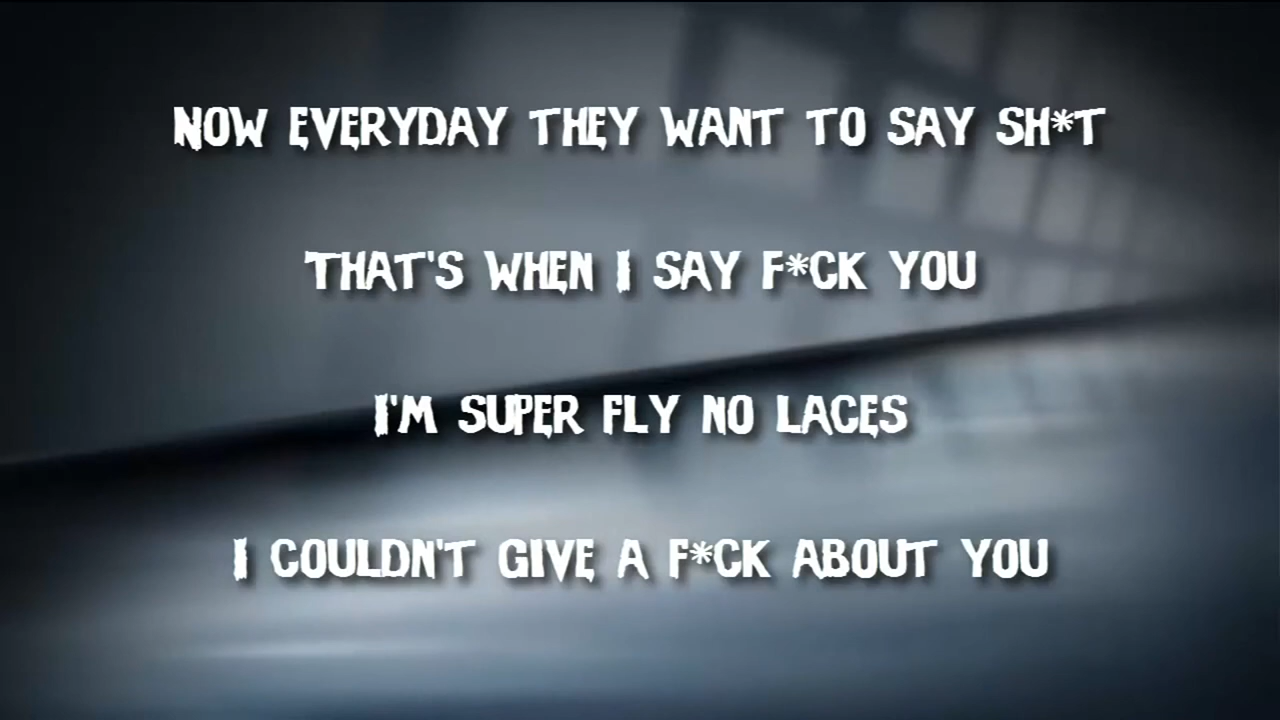 NOW EVERYDAY THEY WANT TO SAY SH*T
THAT'S WHEN I SAY F*CK YOU
I'M SUPER FLY NO LACES
I COULDN'T GIVE A F*CK ABOUT YOU